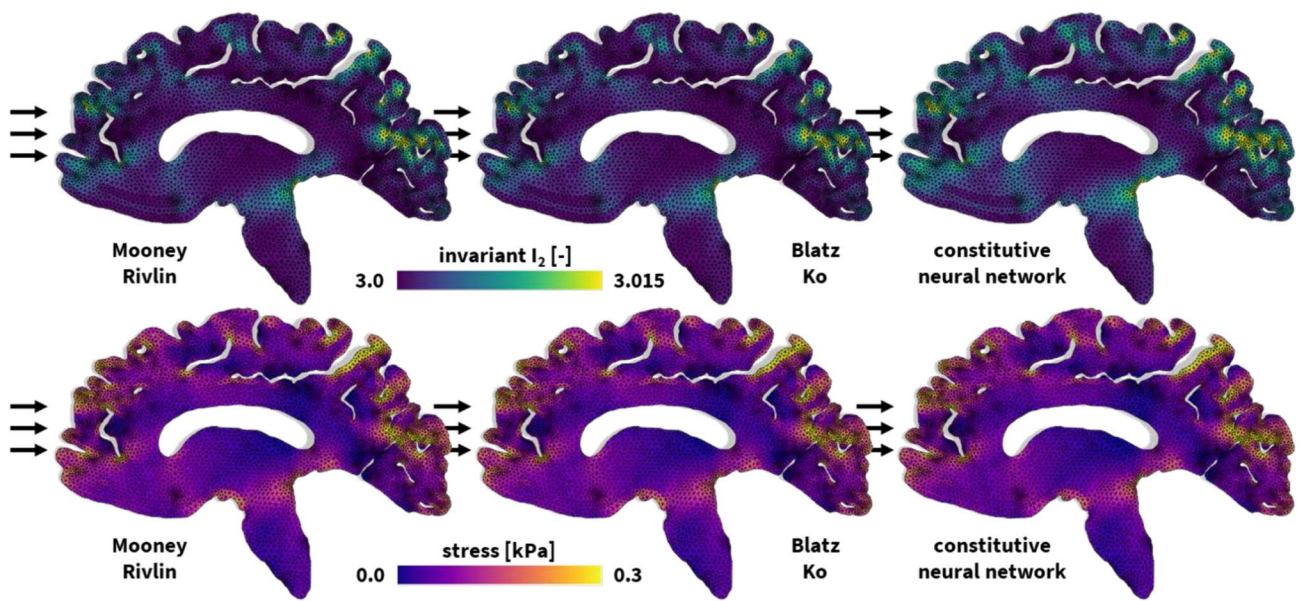 Mooney
Rivlin
invariant I₂ [-]
3.0
3.015
Blatz
Ko
constitutive
neural network
Mooney
Rivlin
stress [kPa]
0.0
0.3
Blatz
Ko
constitutive
neural network